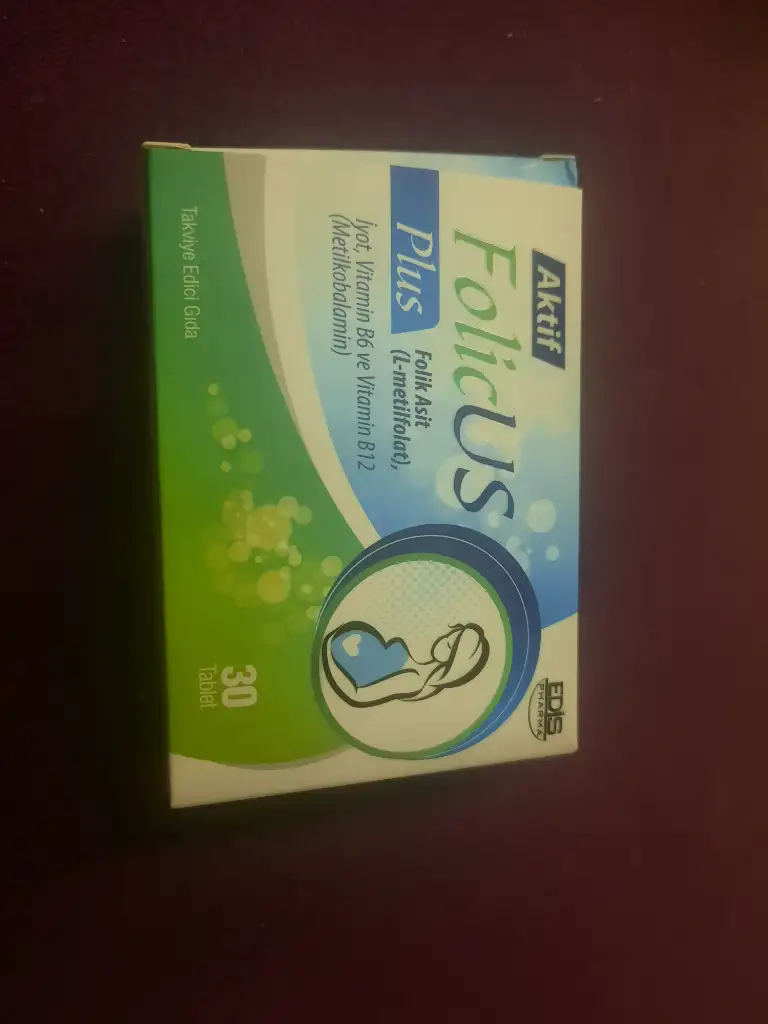 Aktif
FolicUS
Plus
Folik Asit
(L-metilfolat),
İyot, Vitamin B6 ve Vitamin B12
(Metilkobalamin)
EDİS
PHARMA
Takviye Edici Gıda
30
Tablet